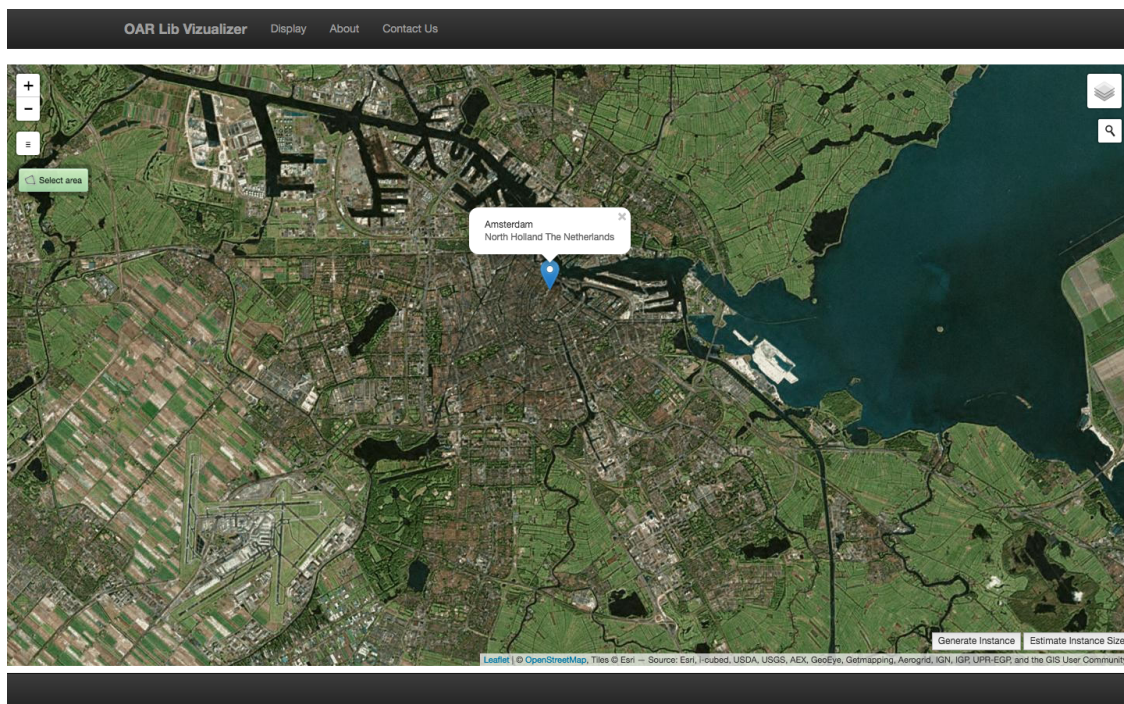 OAR Lib Vizualizer Display About Contact Us
+
−
≡
Select area
Amsterdam ×
North Holland The Netherlands
Generate Instance Estimate Instance Size
Leaflet | © OpenStreetMap, Tiles © Esri — Source: Esri, i-cubed, USDA, USGS, AEX, GeoEye, Getmapping, Aerogrid, IGN, IGP, UPR-EGP, and the GIS User Community